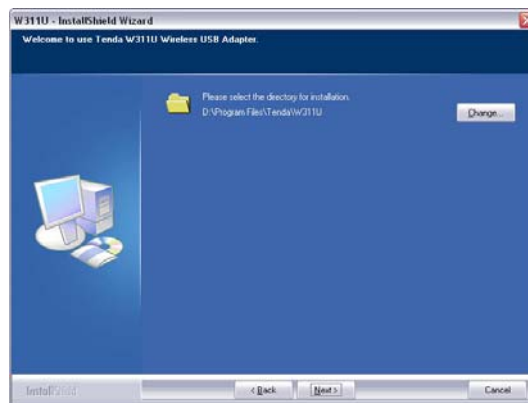 W311U - InstallShield Wizard
Welcome to use Tenda W311U Wireless USB Adapter.
Please select the directory for installation.
D:\Program Files\Tenda\W311U
Change...
InstallShield
< Back
Next >
Cancel